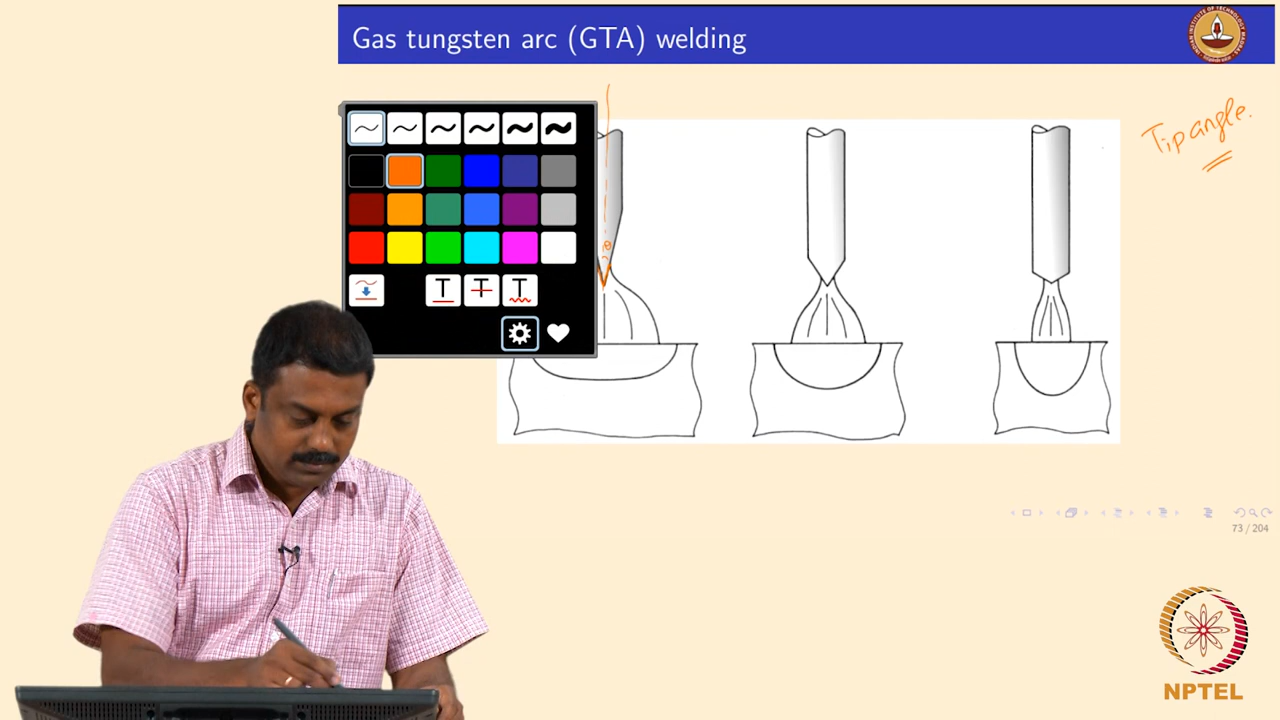 Gas tungsten arc (GTA) welding
Tip angle.
θ
T T T
73 / 204
NPTEL